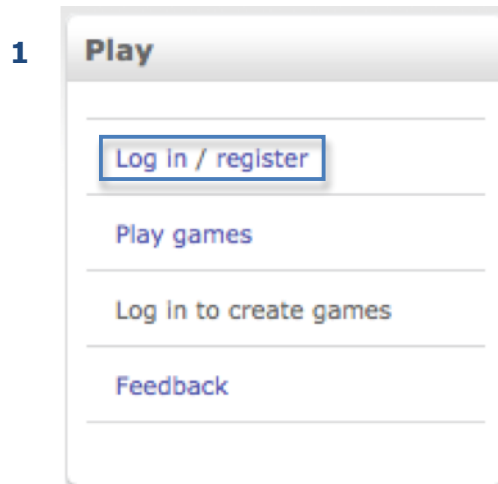 1
Play
Log in / register
Play games
Log in to create games
Feedback